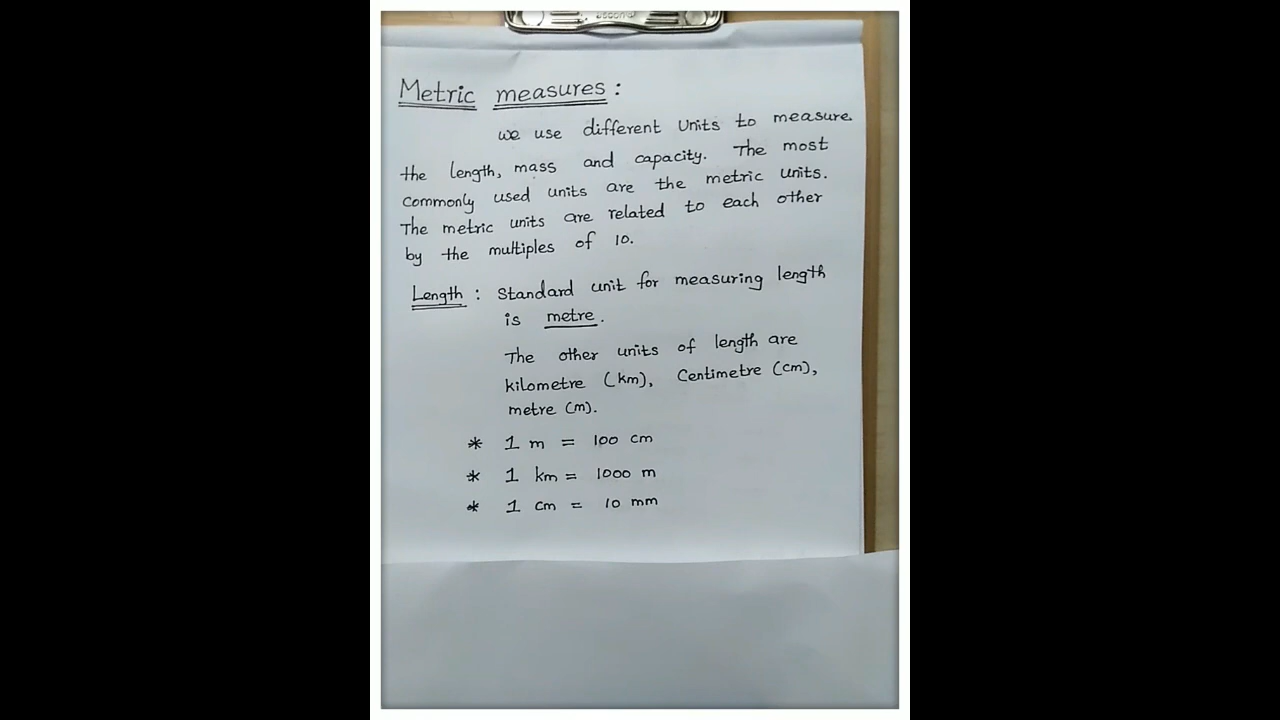 Metric measures :
we use different Units to measure
the length, mass and capacity. The most
commonly used units are the metric units.
The metric units are related to each other
by the multiples of 10.
Length : Standard unit for measuring length
is metre.
The other units of length are
kilometre (km), Centimetre (cm),
metre (m).
* 1 m = 100 cm
* 1 km = 1000 m
* 1 cm = 10 mm